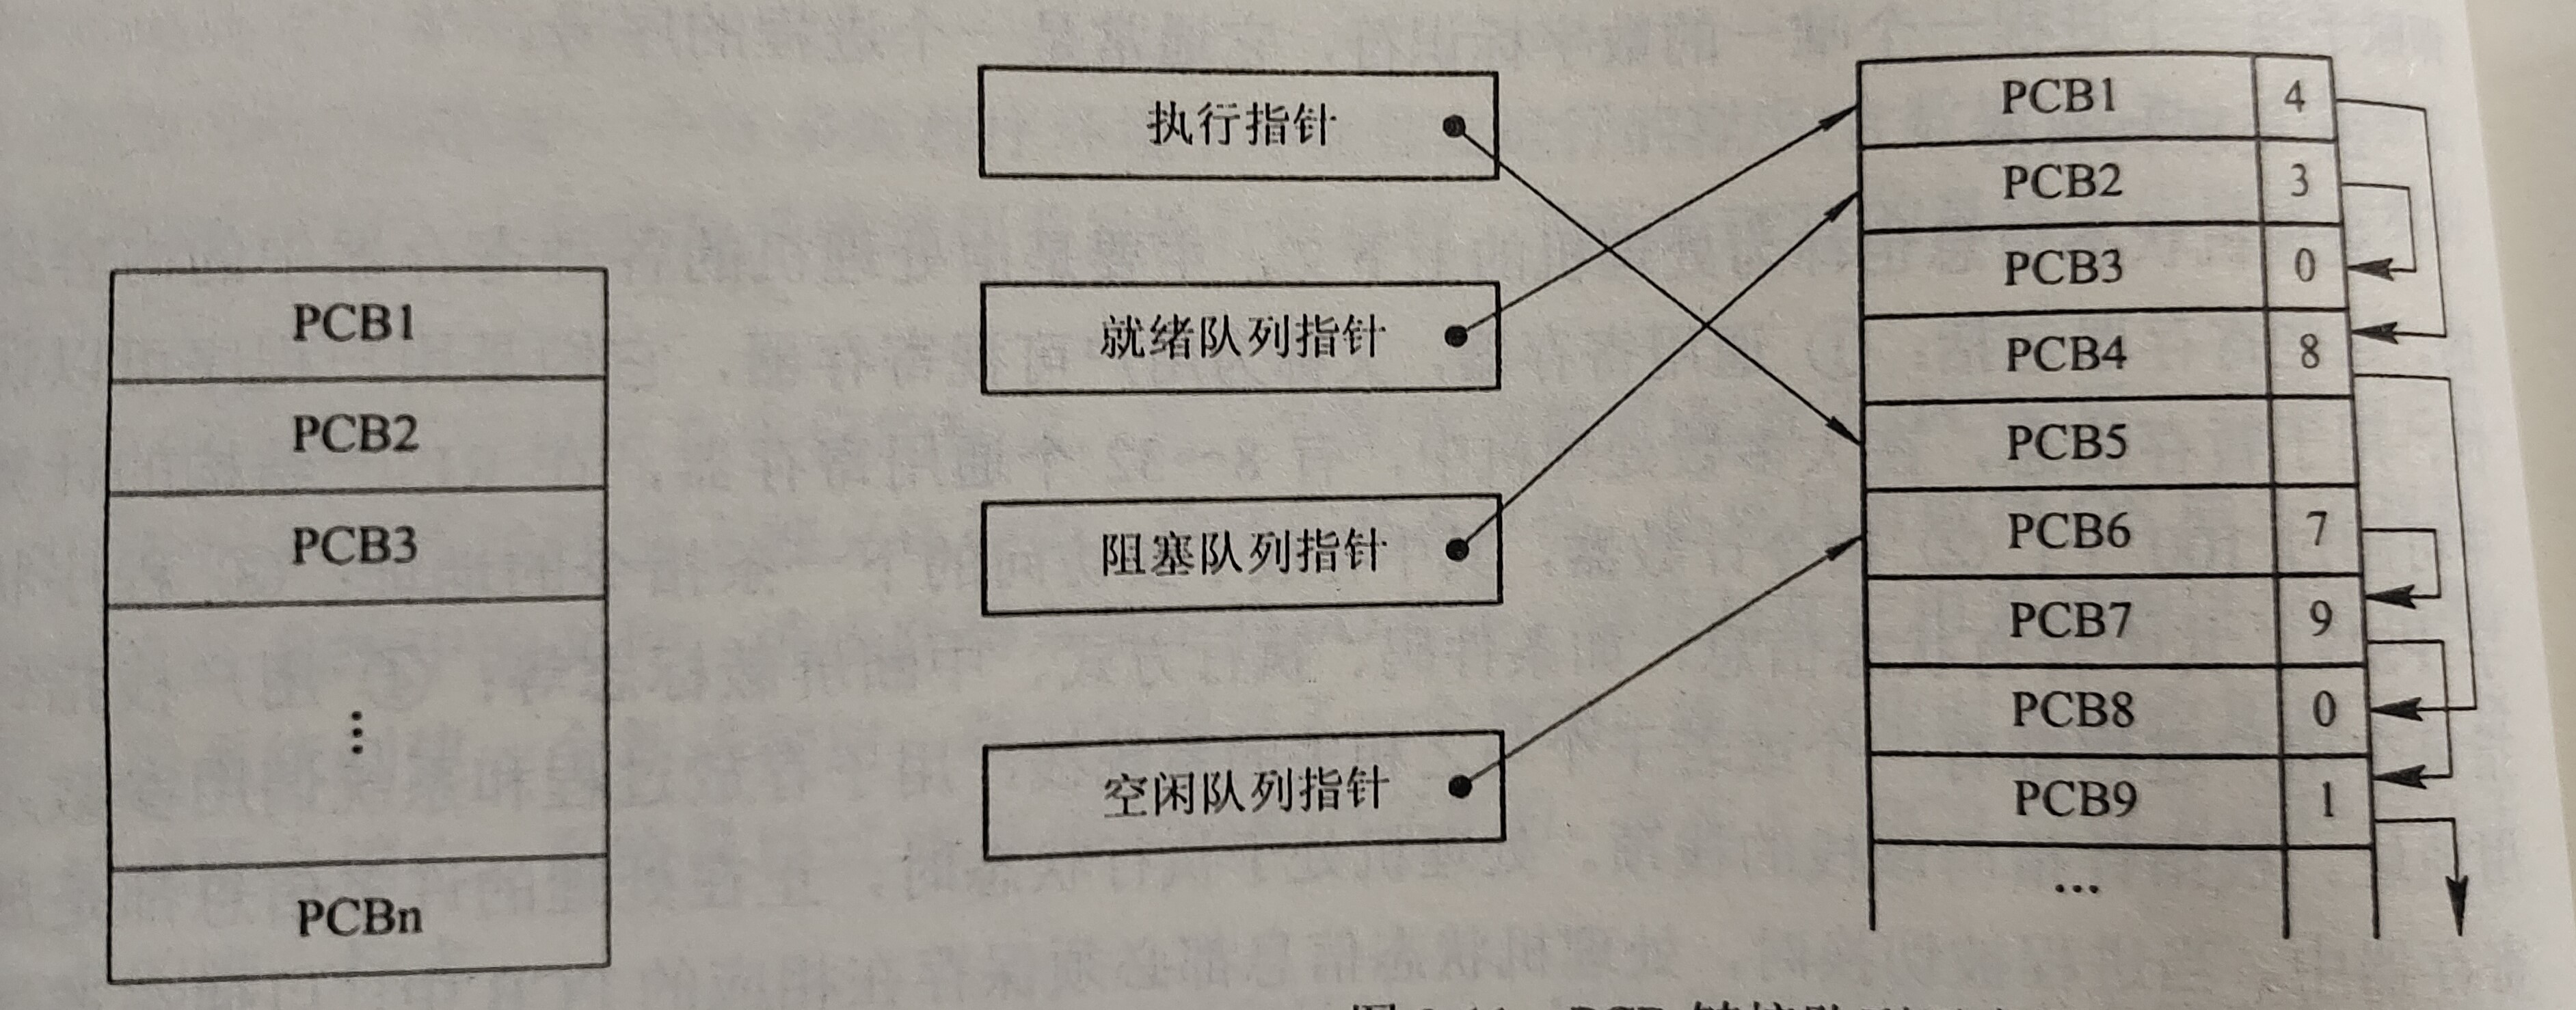 PCB1
PCB2
PCB3
⋮
PCBn
执行指针
就绪队列指针
阻塞队列指针
空闲队列指针
PCB1 4
PCB2 3
PCB3 0
PCB4 8
PCB5
PCB6 7
PCB7 9
PCB8 0
PCB9 1
…